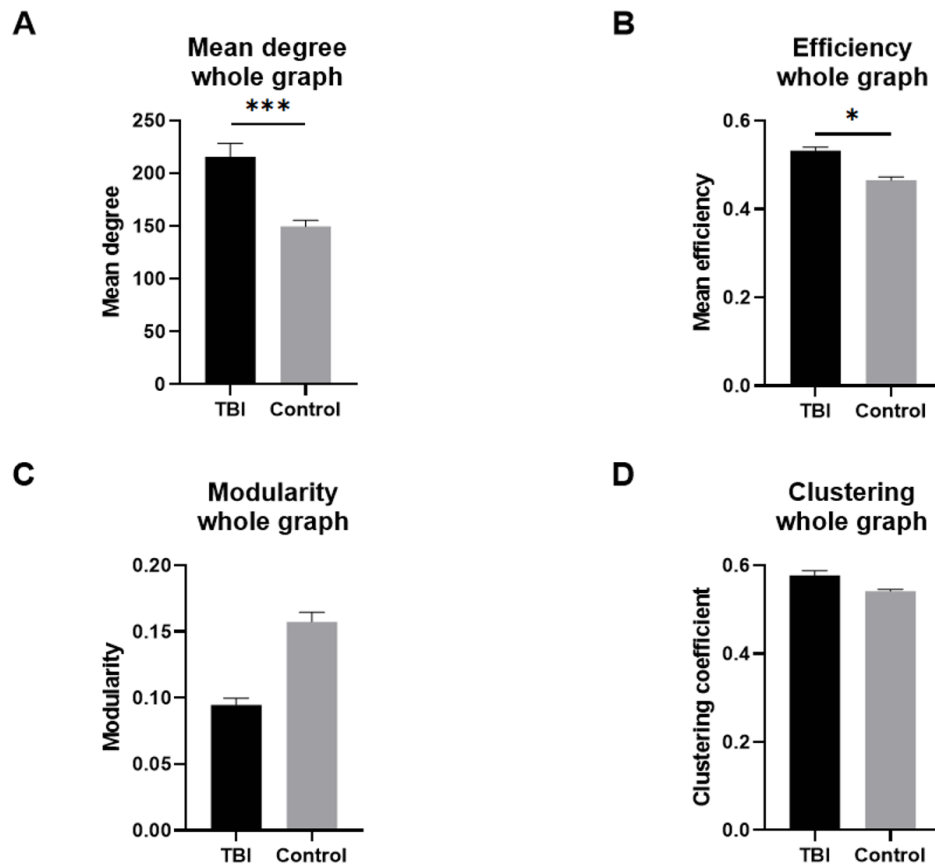 A
Mean degree
whole graph
***
250
200
150
100
50
0
Mean degree
TBI Control
B
Efficiency
whole graph
*
0.6
0.4
0.2
0.0
Mean efficiency
TBI Control
C
Modularity
whole graph
0.20
0.15
0.10
0.05
0.00
Modularity
TBI Control
D
Clustering
whole graph
0.6
0.4
0.2
0.0
Clustering coefficient
TBI Control